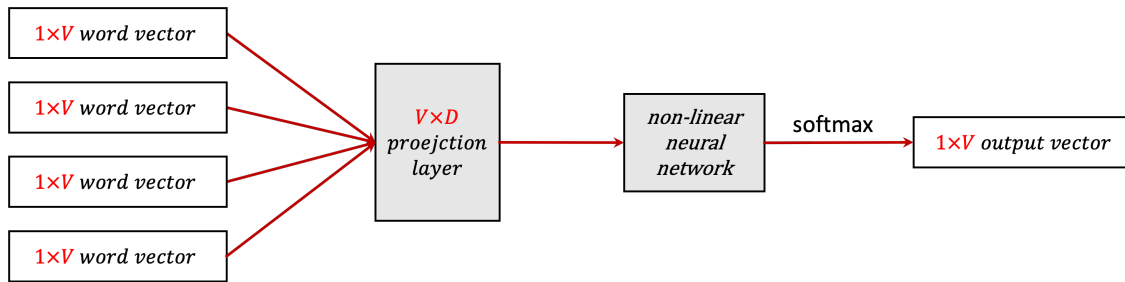 1×V word vector
1×V word vector
1×V word vector
1×V word vector
V×D
proejction
layer
non-linear
neural
network
softmax
1×V output vector